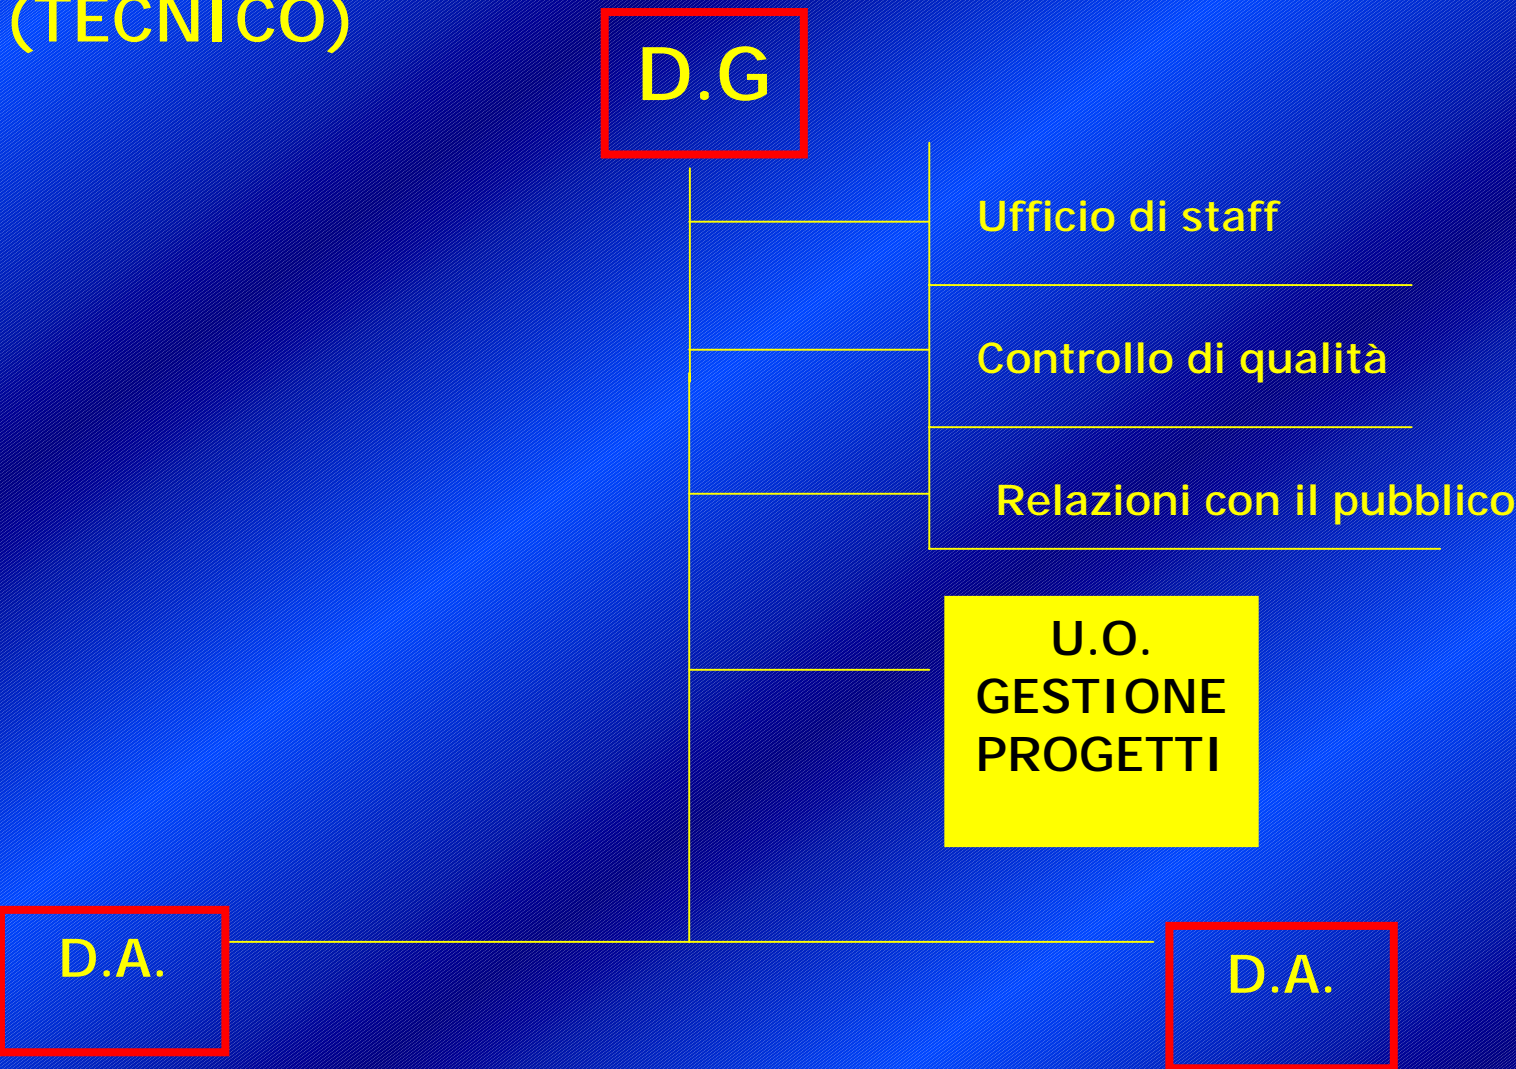 (TECNICO)
D.G
Ufficio di staff
Controllo di qualità
Relazioni con il pubblico
U.O.
GESTIONE
PROGETTI
D.A.
D.A.